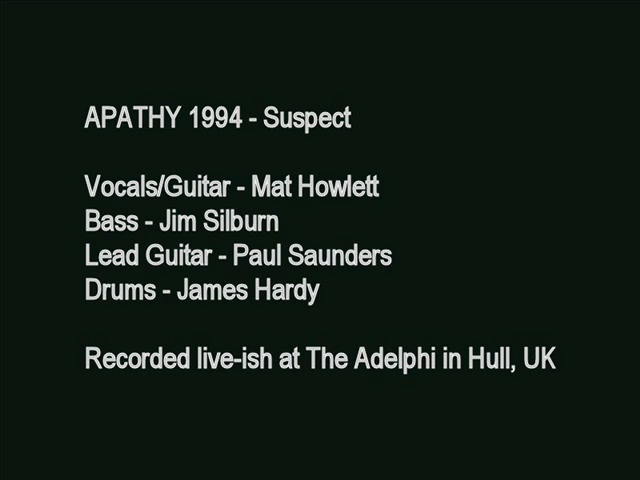 APATHY 1994 - Suspect
Vocals/Guitar - Mat Howlett
Bass - Jim Silburn
Lead Guitar - Paul Saunders
Drums - James Hardy
Recorded live-ish at The Adelphi in Hull, UK